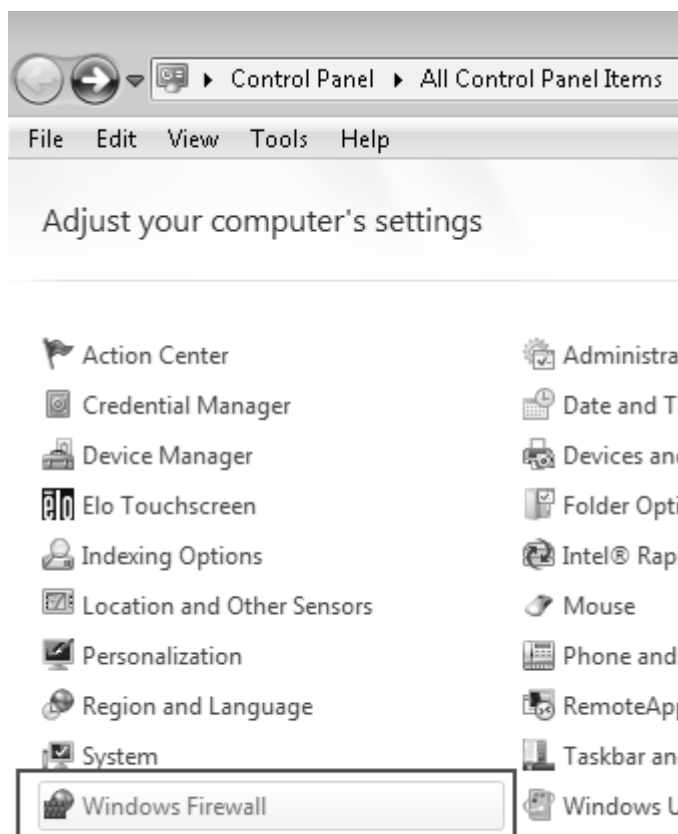 Control Panel ▸ All Control Panel Items
File Edit View Tools Help
Adjust your computer's settings
Action Center
Credential Manager
Device Manager
elo Elo Touchscreen
Indexing Options
Location and Other Sensors
Personalization
Region and Language
System
Windows Firewall
Administra
Date and T
Devices and
Folder Opti
Intel® Rap
Mouse
Phone and
RemoteApp
Taskbar an
Windows U